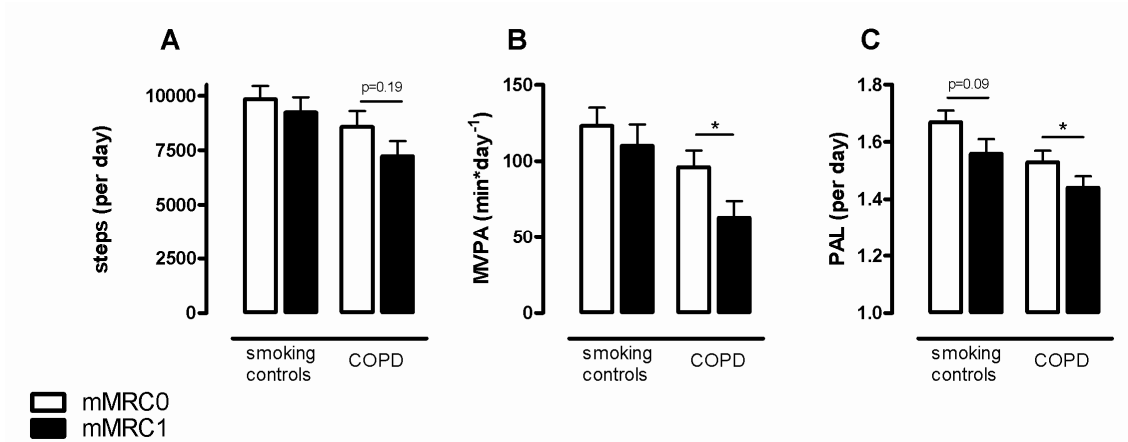 A
steps (per day)
10000
7500
5000
2500
0
p=0.19
smoking
controls
COPD
B
MVPA (min*day-1)
150
100
50
0
*
smoking
controls
COPD
C
PAL (per day)
1.8
1.6
1.4
1.2
1.0
p=0.09
*
smoking
controls
COPD
mMRC0
mMRC1